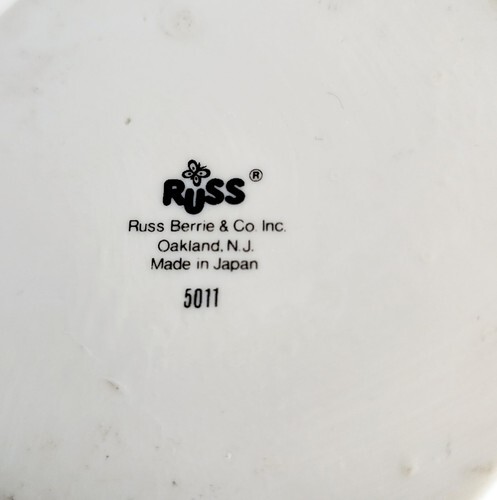 RUSS ®
Russ Berrie & Co. Inc.
Oakland, N.J.
Made in Japan
5011